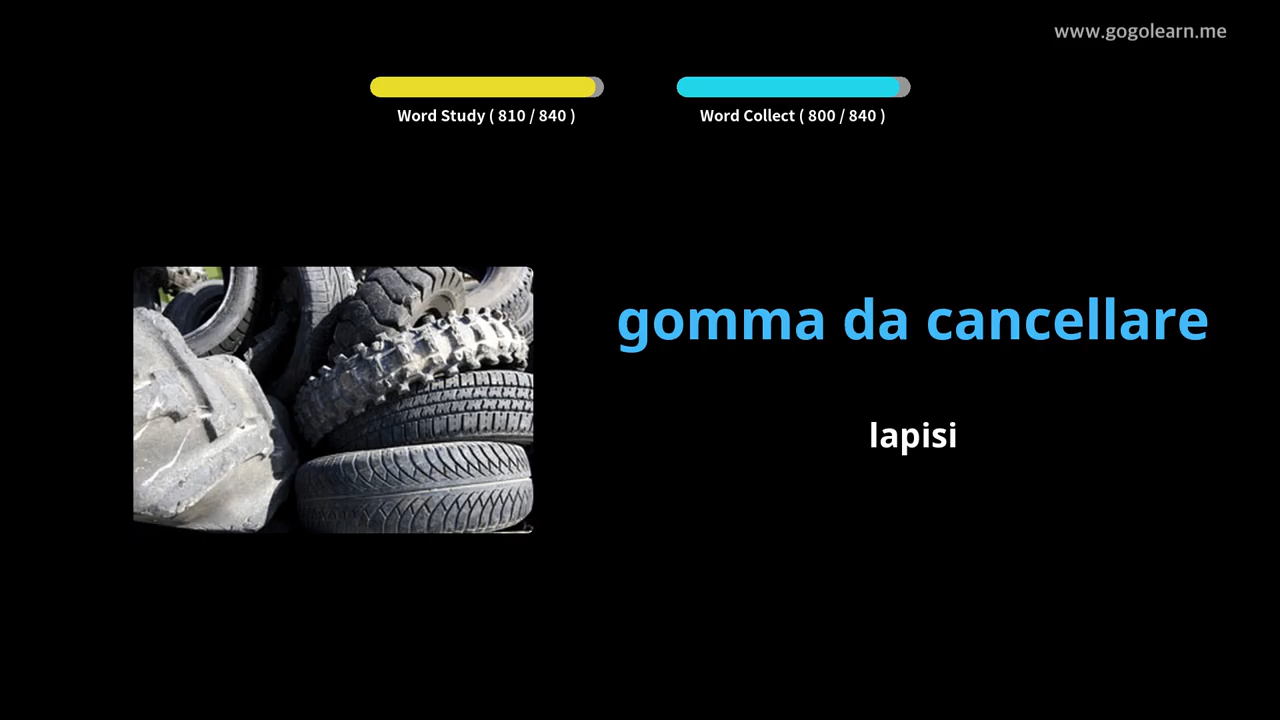 www.gogolearn.me
Word Study ( 810 / 840 )
Word Collect ( 800 / 840 )
gomma da cancellare
lapisi